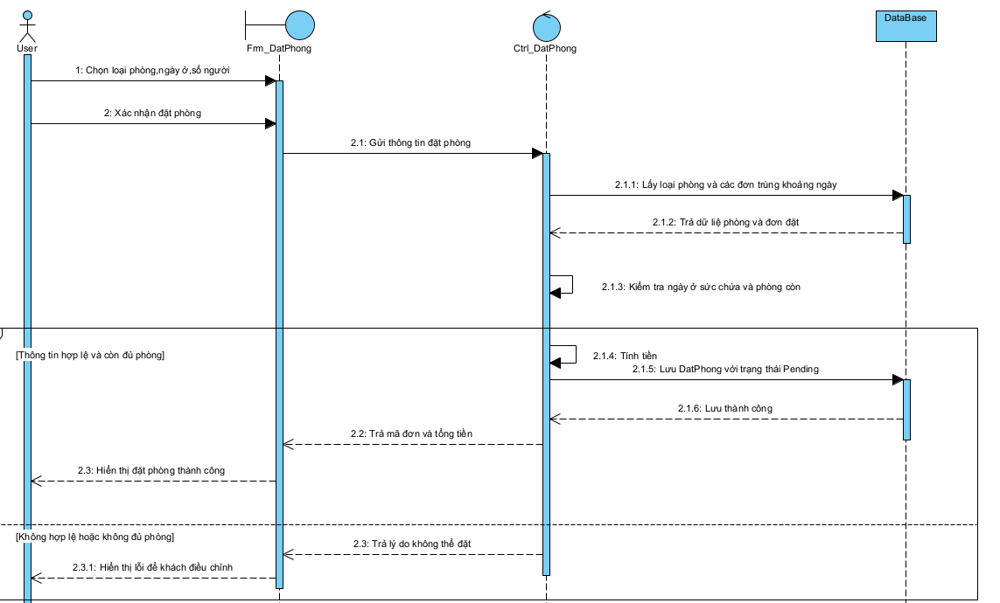 DataBase
User
Frm_DatPhong
Ctrl_DatPhong
1: Chọn loại phòng,ngày ở,số người
2: Xác nhận đặt phòng
2.1: Gửi thông tin đặt phòng
2.1.1: Lấy loại phòng và các đơn trùng khoảng ngày
2.1.2: Trả dữ liệ phòng và đơn đặt
2.1.3: Kiểm tra ngày ở sức chứa và phòng còn
[Thông tin hợp lệ và còn đủ phòng]
2.1.4: Tính tiền
2.1.5: Lưu DatPhong với trạng thái Pending
2.1.6: Lưu thành công
2.2: Trả mã đơn và tổng tiền
2.3: Hiển thị đặt phòng thành công
[Không hợp lệ hoặc không đủ phòng]
2.3: Trả lý do không thể đặt
2.3.1: Hiển thị lỗi để khách điều chỉnh